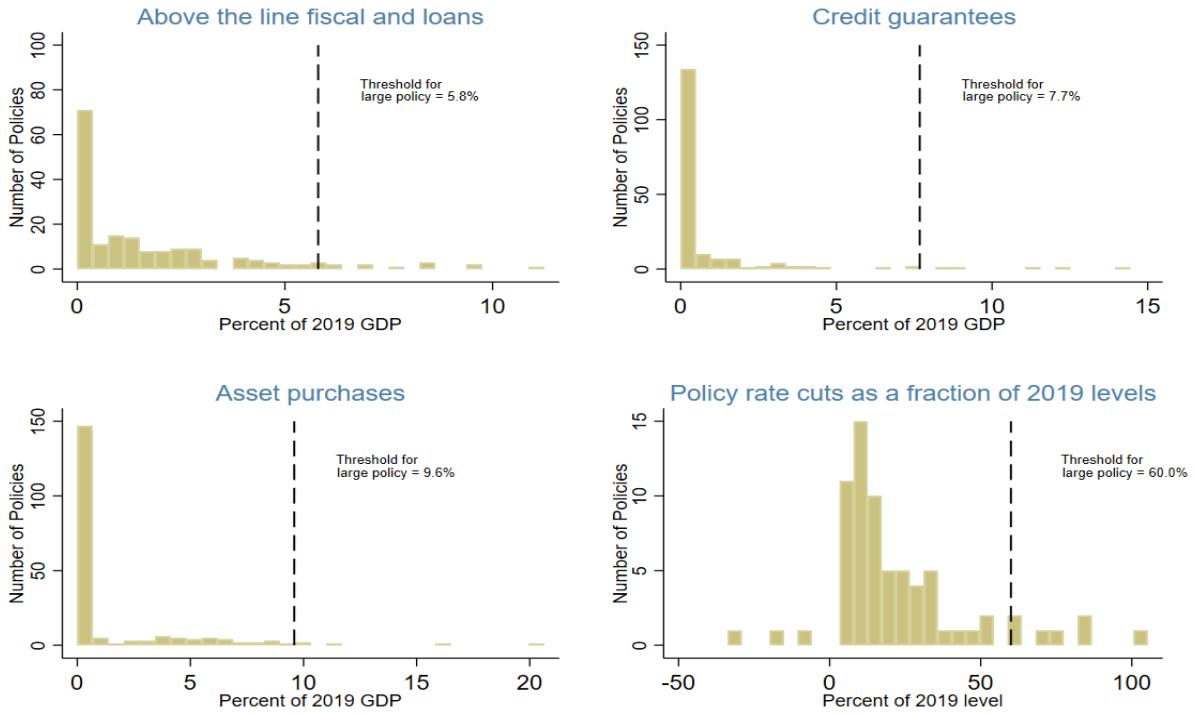 Above the line fiscal and loans
Number of Policies
0 20 40 60 80 100
Threshold for
large policy = 5.8%
0 5 10
Percent of 2019 GDP
Credit guarantees
Number of Policies
0 50 100 150
Threshold for
large policy = 7.7%
0 5 10 15
Percent of 2019 GDP
Asset purchases
Number of Policies
0 50 100 150
Threshold for
large policy = 9.6%
0 5 10 15 20
Percent of 2019 GDP
Policy rate cuts as a fraction of 2019 levels
Number of Policies
0 5 10 15
Threshold for
large policy = 60.0%
-50 0 50 100
Percent of 2019 level